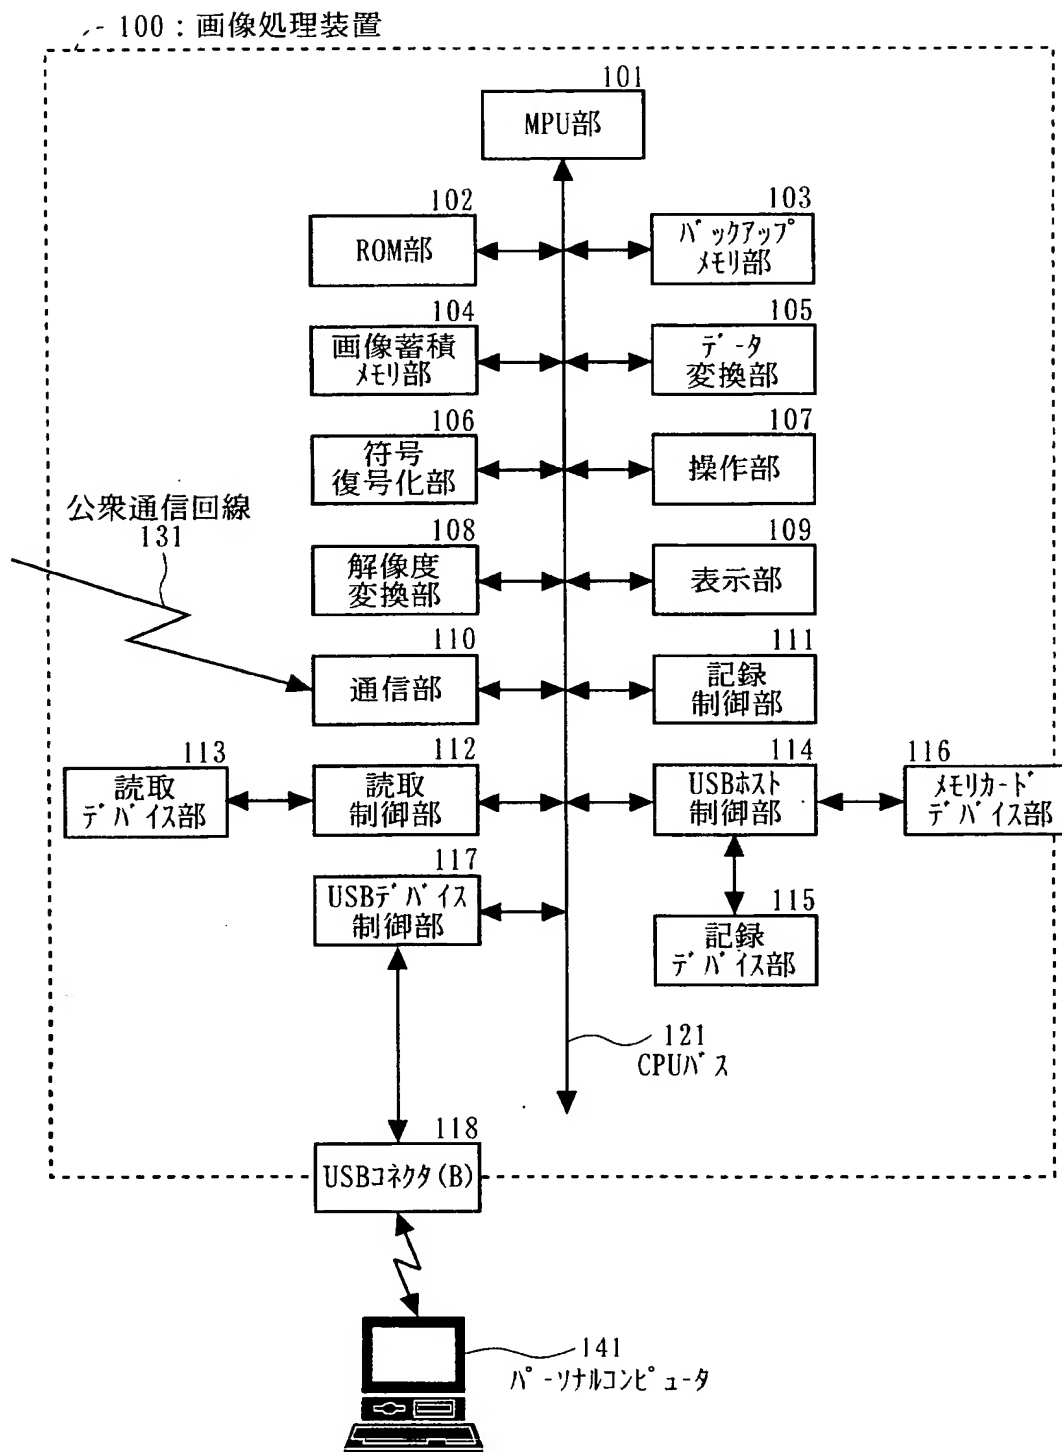 100：画像処理装置
101
MPU部
102
ROM部
103
ﾊﾞｯｸｱｯﾌﾟ
ﾒﾓﾘ部
104
画像蓄積
ﾒﾓﾘ部
105
ﾃﾞｰﾀ
変換部
106
符号
復号化部
107
操作部
公衆通信回線
131
108
解像度
変換部
109
表示部
110
通信部
111
記録
制御部
113
読取
ﾃﾞﾊﾞｲｽ部
112
読取
制御部
114
USBﾎｽﾄ
制御部
116
ﾒﾓﾘｶｰﾄﾞ
ﾃﾞﾊﾞｲｽ部
117
USBﾃﾞﾊﾞｲｽ
制御部
115
記録
ﾃﾞﾊﾞｲｽ部
121
CPUﾊﾞｽ
118
USBｺﾈｸﾀ(B)
141
ﾊﾟｰｿﾅﾙｺﾝﾋﾟｭｰﾀ